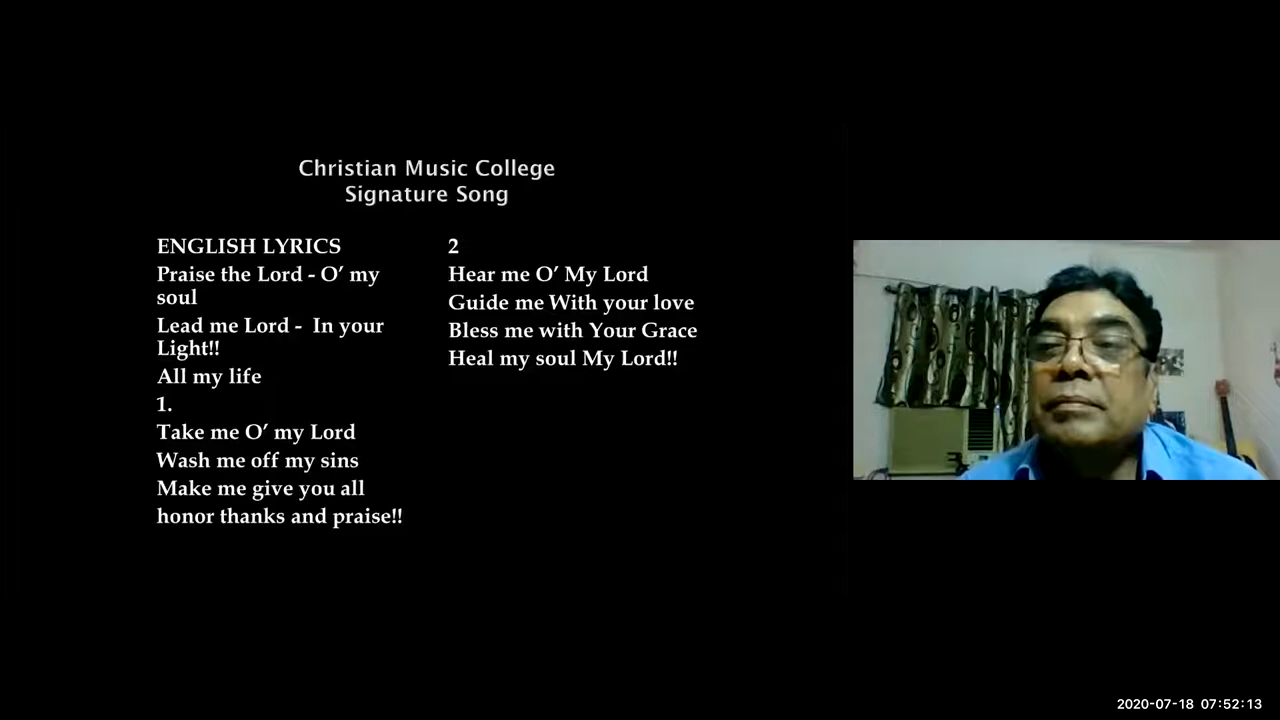 Christian Music College
Signature Song
ENGLISH LYRICS
Praise the Lord - O’ my
soul
Lead me Lord -  In your
Light!!
All my life
1.
Take me O’ my Lord
Wash me off my sins
Make me give you all
honor thanks and praise!!
2
Hear me O’ My Lord
Guide me With your love
Bless me with Your Grace
Heal my soul My Lord!!
2020-07-18 07:52:13